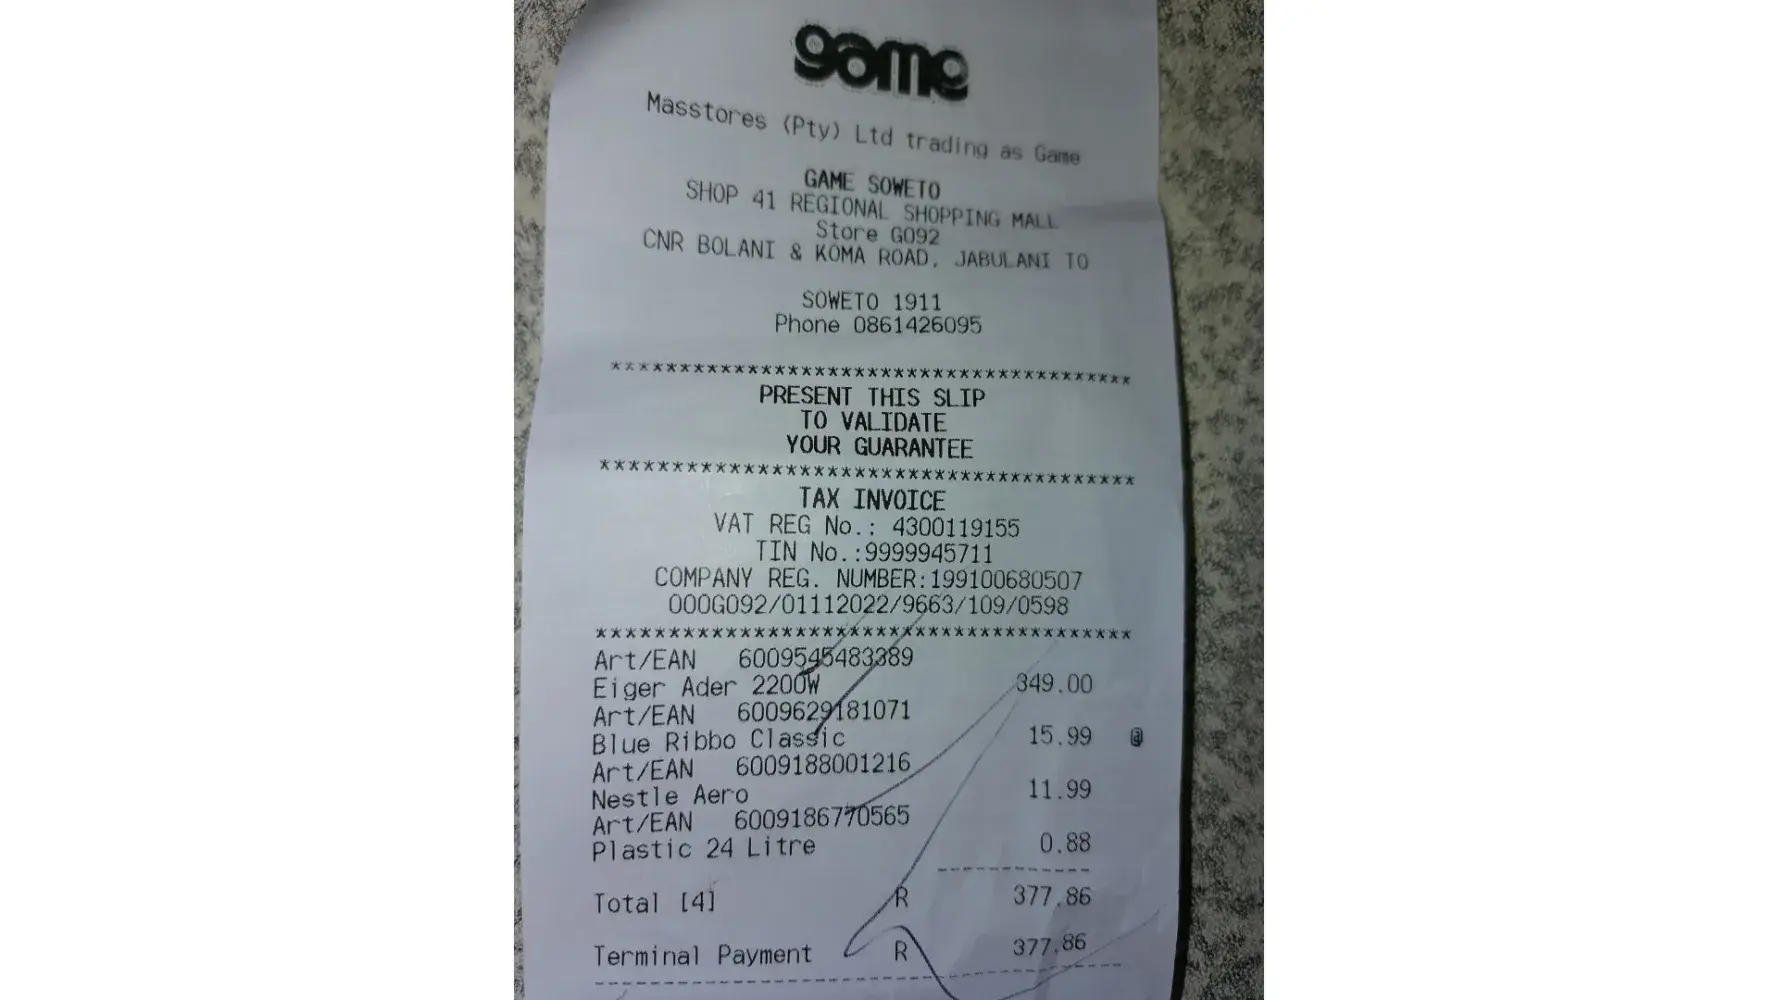 game
Masstores (Pty) Ltd trading as Game
GAME SOWETO
SHOP 41 REGIONAL SHOPPING MALL
Store G092
CNR BOLANI & KOMA ROAD, JABULANI TO
SOWETO 1911
Phone 0861426095
***************************************
PRESENT THIS SLIP
TO VALIDATE
YOUR GUARANTEE
***************************************
TAX INVOICE
VAT REG No.: 4300119155
TIN No.:9999945711
COMPANY REG. NUMBER:199100680507
000G092/01112022/9663/109/0598
***************************************
Art/EAN 6009545483389
Eiger Ader 2200W 349.00
Art/EAN 6009629181071
Blue Ribbo Classic 15.99 @
Art/EAN 6009188001216
Nestle Aero 11.99
Art/EAN 6009186770565
Plastic 24 Litre 0.88
Total [4] R 377.86
Terminal Payment R 377.86